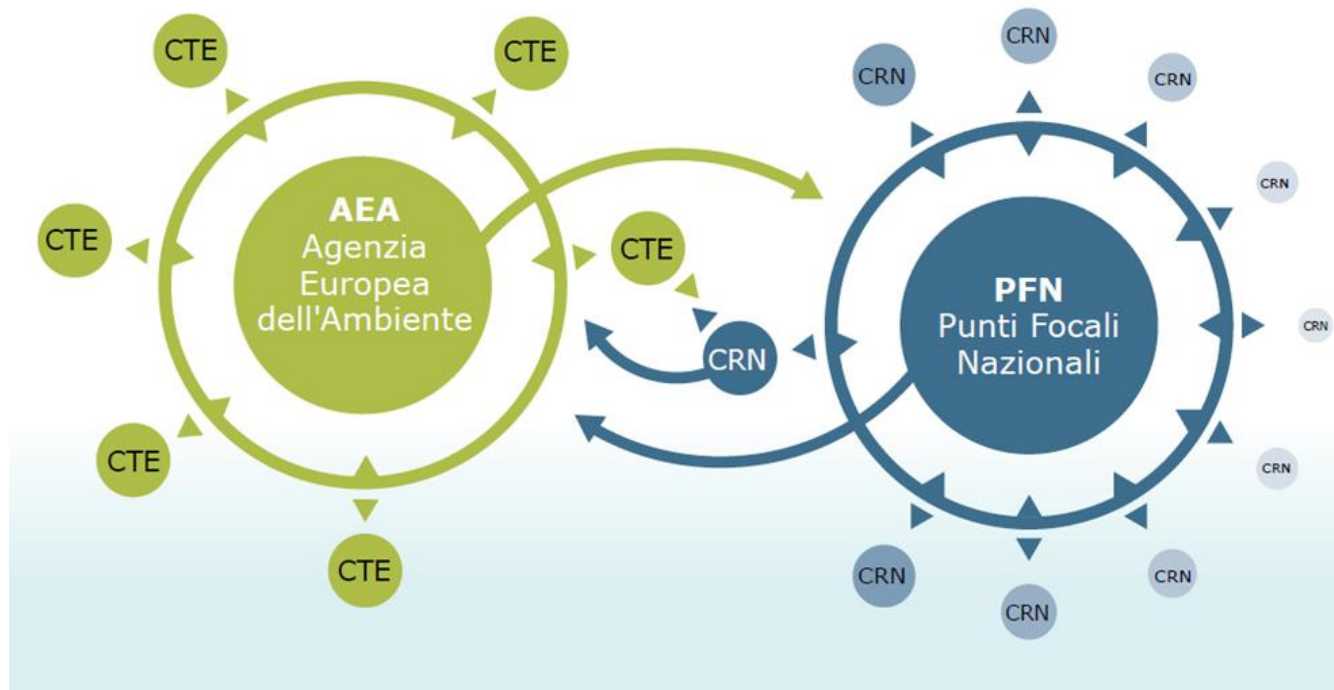 CTE
CTE
CTE
CTE
CTE
CTE
AEA
Agenzia
Europea
dell'Ambiente
CRN
PFN
Punti Focali
Nazionali
CRN
CRN
CRN
CRN
CRN
CRN
CRN
CRN
CRN